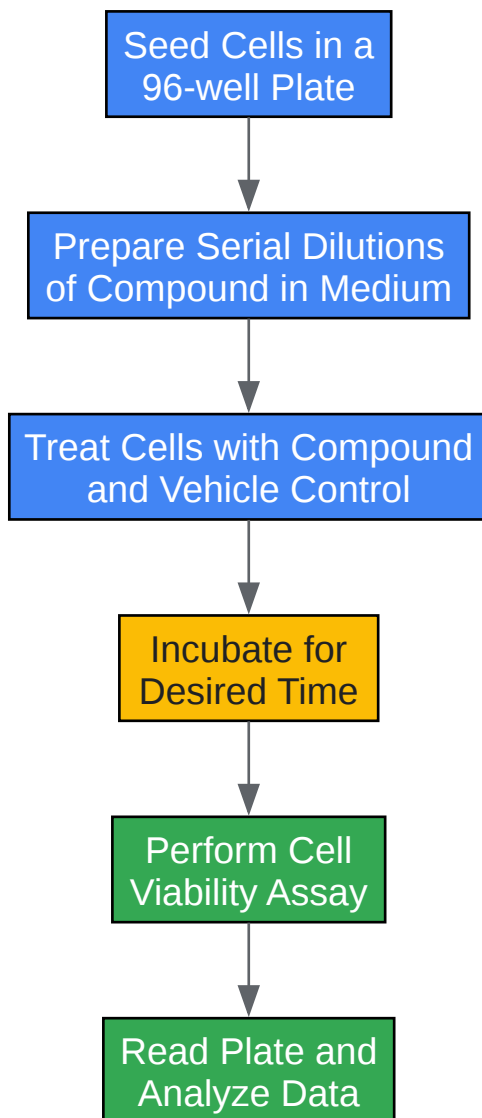 Seed Cells in a
96-well Plate
Prepare Serial Dilutions
of Compound in Medium
Treat Cells with Compound
and Vehicle Control
Incubate for
Desired Time
Perform Cell
Viability Assay
Read Plate and
Analyze Data